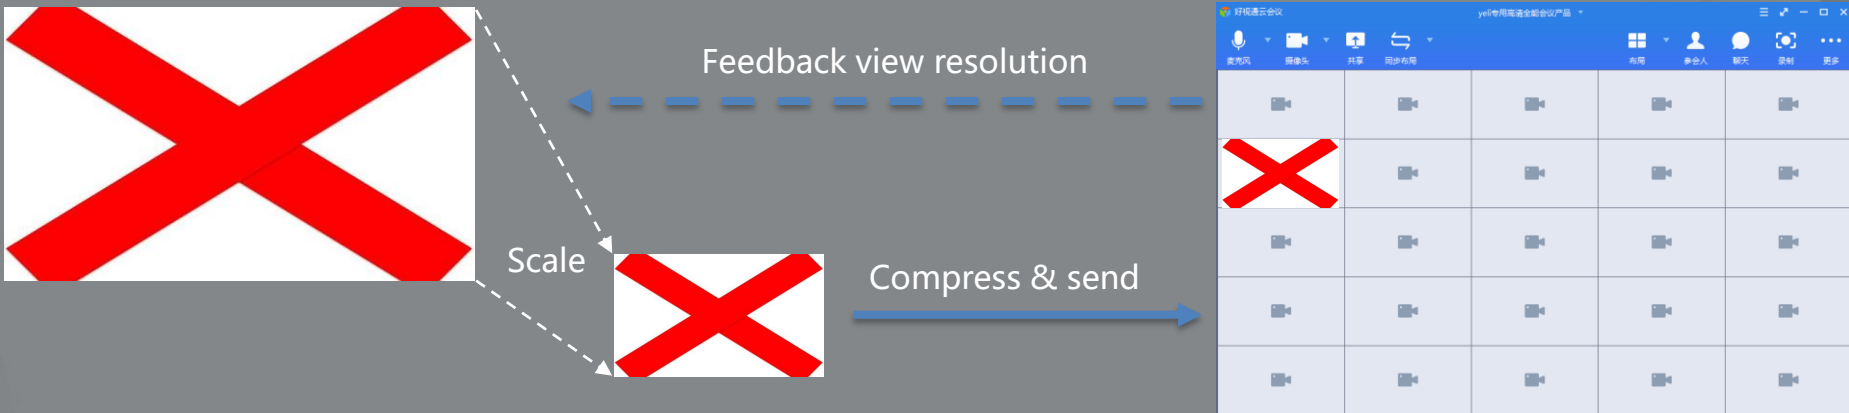 Feedback view resolution
Scale
Compress & send
好视通云会议
yeli专用高通全能会议产品
麦克风
摄像头
共享
同步布局
布局
参会人
聊天
录制
更多